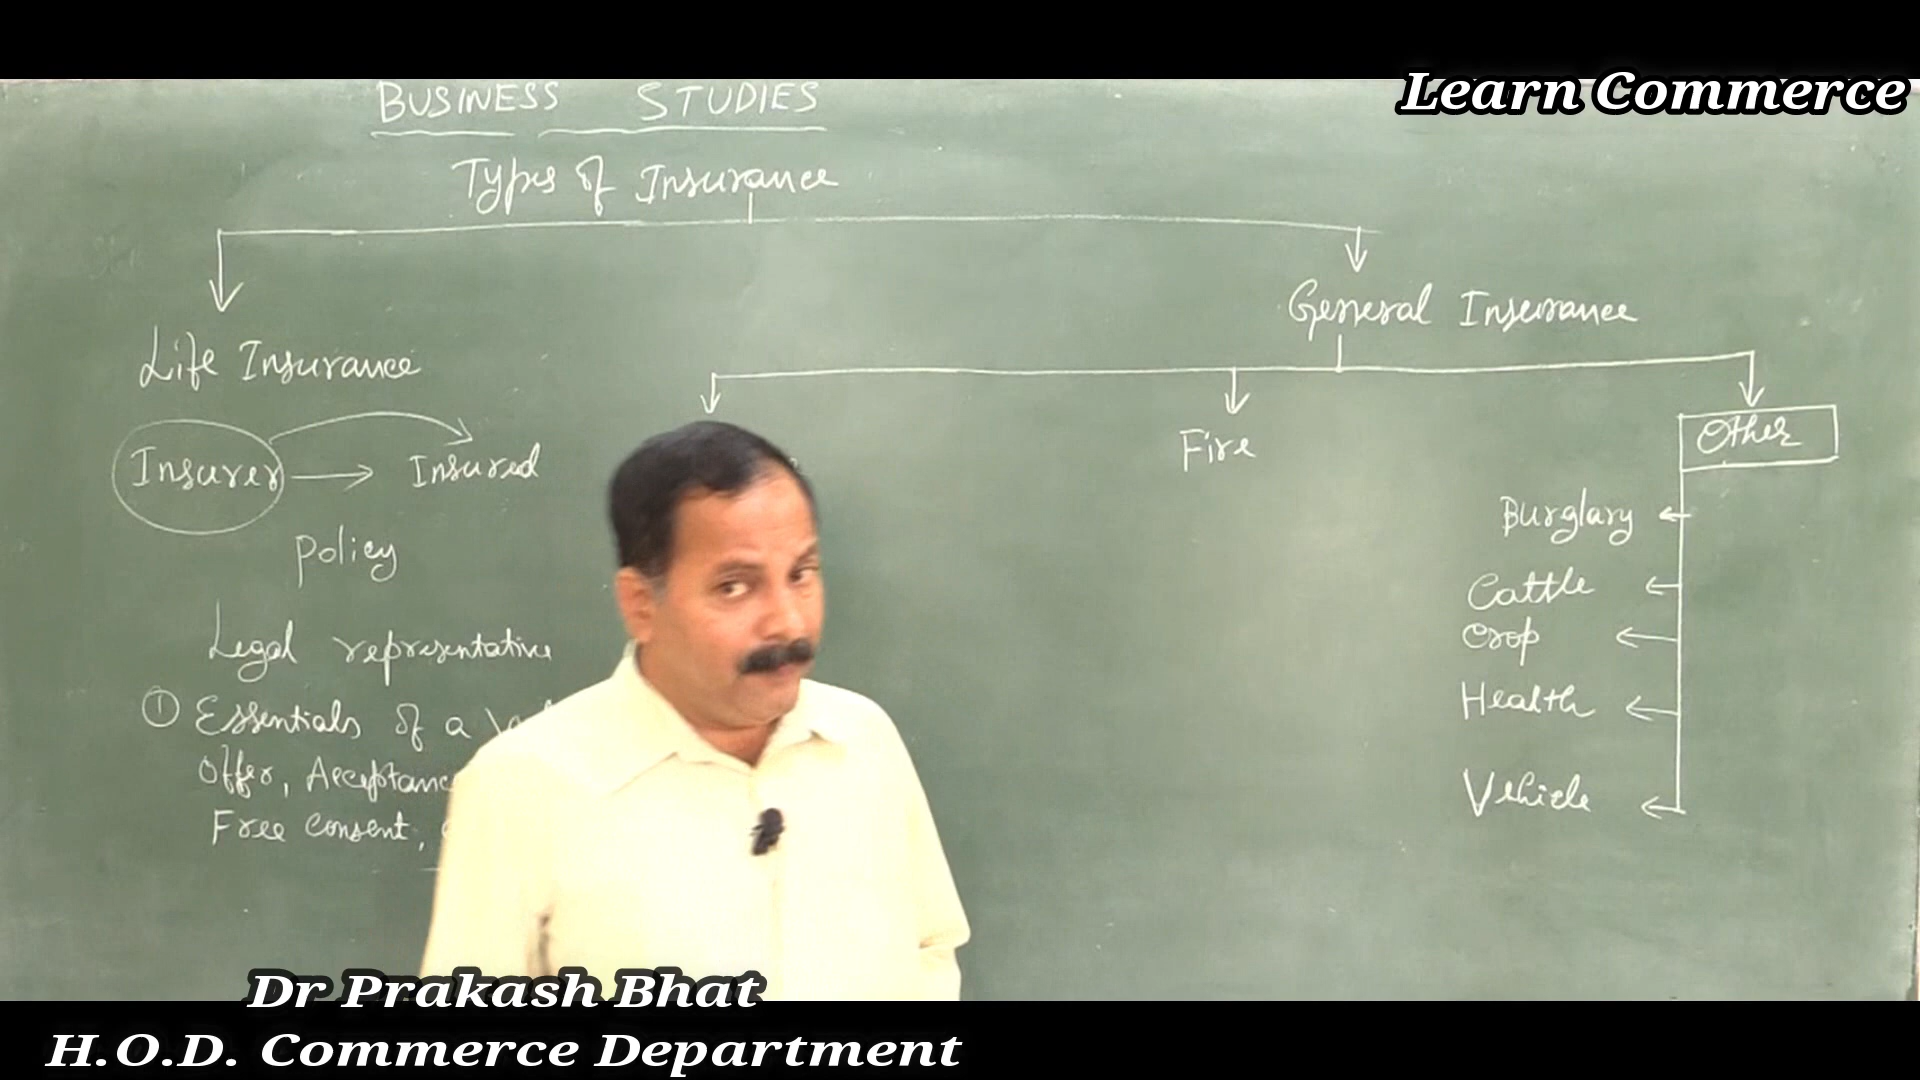 Learn Commerce
BUSINESS STUDIES
Types of Insurance
Life Insurance
General Insurance
Insurer
Insured
Policy
Legal representative
① Essentials of a
Offer, Acceptance
Free Consent,
Fire
Other
Burglary
Cattle
Crop
Health
Vehicle
Dr Prakash Bhat
H.O.D. Commerce Department